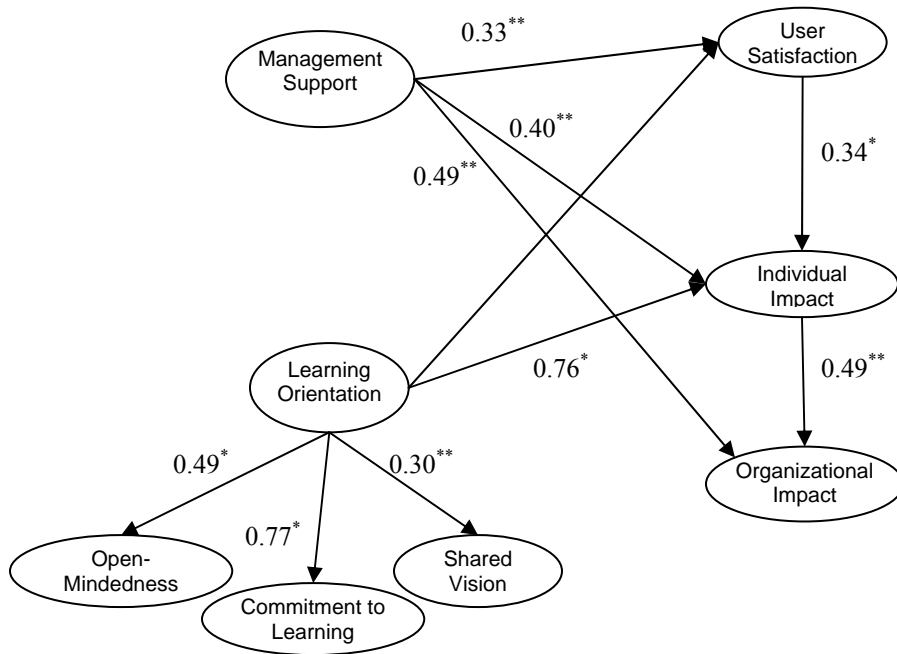 Management
Support
0.33**
User
Satisfaction
0.40**
0.49**
0.34*
Individual
Impact
Learning
Orientation
0.76*
0.49**
0.49*
0.30**
Organizational
Impact
0.77*
Open-
Mindedness
Shared
Vision
Commitment to
Learning